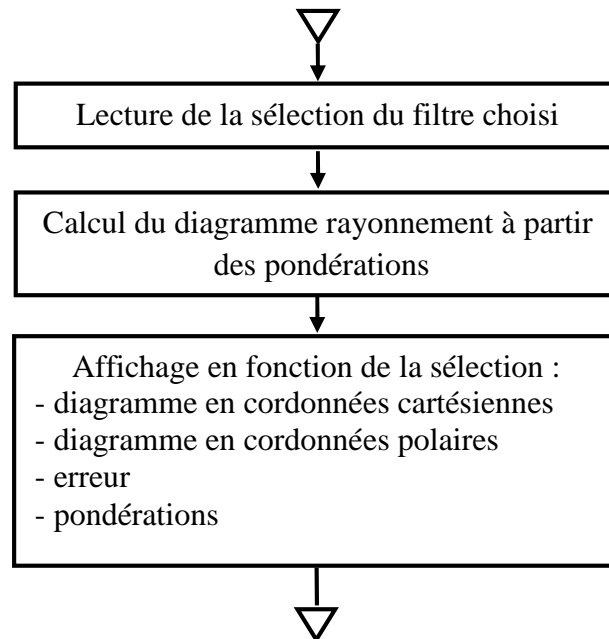 Lecture de la sélection du filtre choisi
Calcul du diagramme rayonnement à partir
des pondérations
Affichage en fonction de la sélection :
- diagramme en cordonnées cartésiennes
- diagramme en cordonnées polaires
- erreur
- pondérations